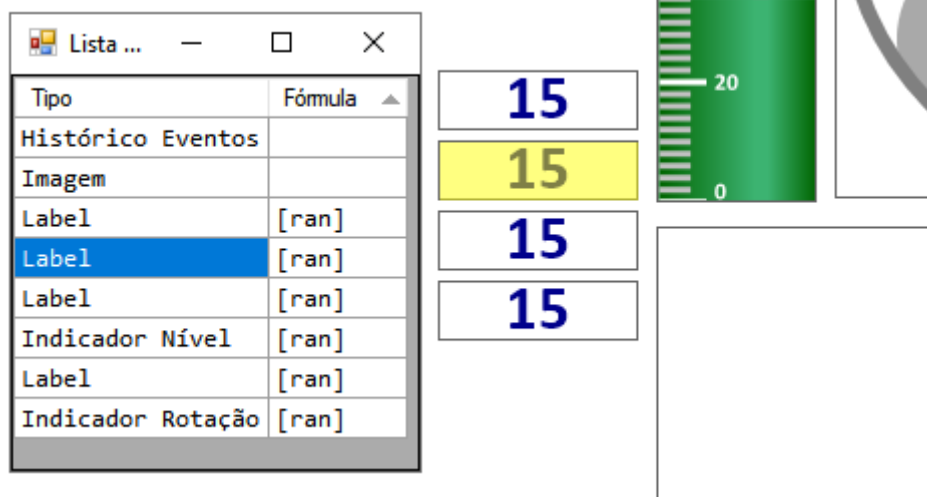 Lista ...
Tipo Fórmula
Histórico Eventos
Imagem
Label [ran]
Label [ran]
Label [ran]
Indicador Nível [ran]
Label [ran]
Indicador Rotação [ran]
15
15
15
15
20
0